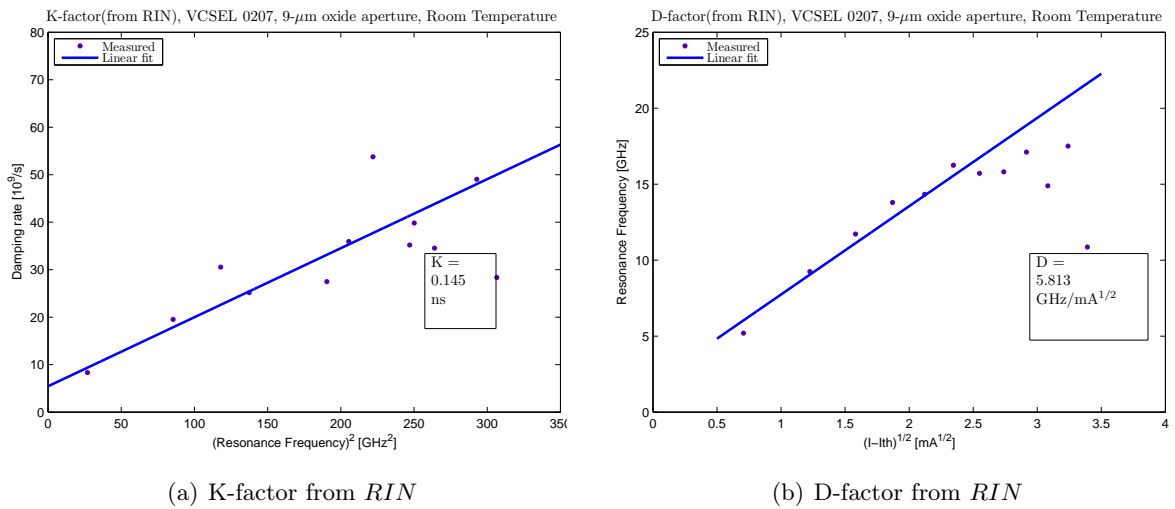 K-factor(from RIN), VCSEL 0207, 9-μm oxide aperture, Room Temperature
80
70
60
50
40
30
20
10
0
Damping rate [10^9/s]
Measured
Linear fit
K =
0.145
ns
0 50 100 150 200 250 300 350
(Resonance Frequency)^2 [GHz^2]
(a) K-factor from RIN
D-factor(from RIN), VCSEL 0207, 9-μm oxide aperture, Room Temperature
25
20
15
10
5
0
Resonance Frequency [GHz]
Measured
Linear fit
D =
5.813
GHz/mA^1/2
0 0.5 1 1.5 2 2.5 3 3.5 4
(I−Ith)^1/2 [mA^1/2]
(b) D-factor from RIN